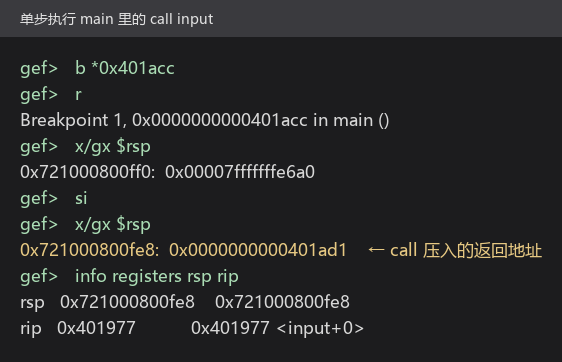 单步执行 main 里的 call input
gef> b *0x401acc
gef> r
Breakpoint 1, 0x0000000000401acc in main ()
gef> x/gx $rsp
0x721000800ff0: 0x00007fffffffe6a0
gef> si
gef> x/gx $rsp
0x721000800fe8: 0x0000000000401ad1 ← call 压入的返回地址
gef> info registers rsp rip
rsp 0x721000800fe8 0x721000800fe8
rip 0x401977 0x401977 <input+0>